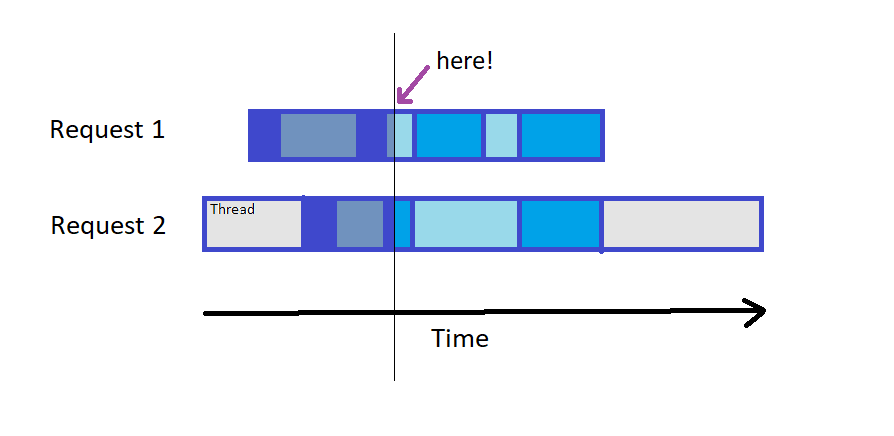 here!
Request 1
Thread
Request 2
Time